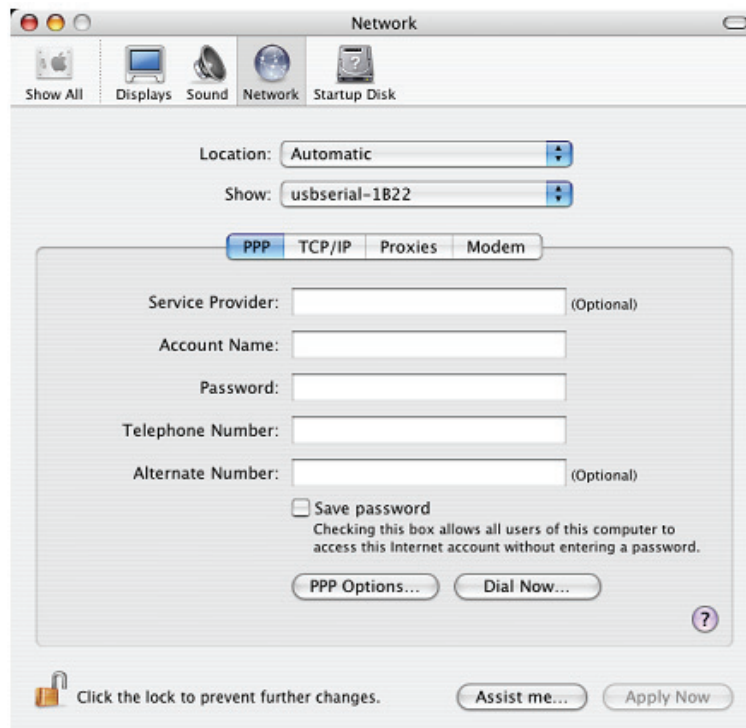 Network
Show All Displays Sound Network Startup Disk
Location: Automatic
Show: usbserial-1B22
PPP TCP/IP Proxies Modem
Service Provider: (Optional)
Account Name:
Password:
Telephone Number:
Alternate Number: (Optional)
Save password
Checking this box allows all users of this computer to
access this Internet account without entering a password.
PPP Options... Dial Now...
?
Click the lock to prevent further changes. Assist me... Apply Now